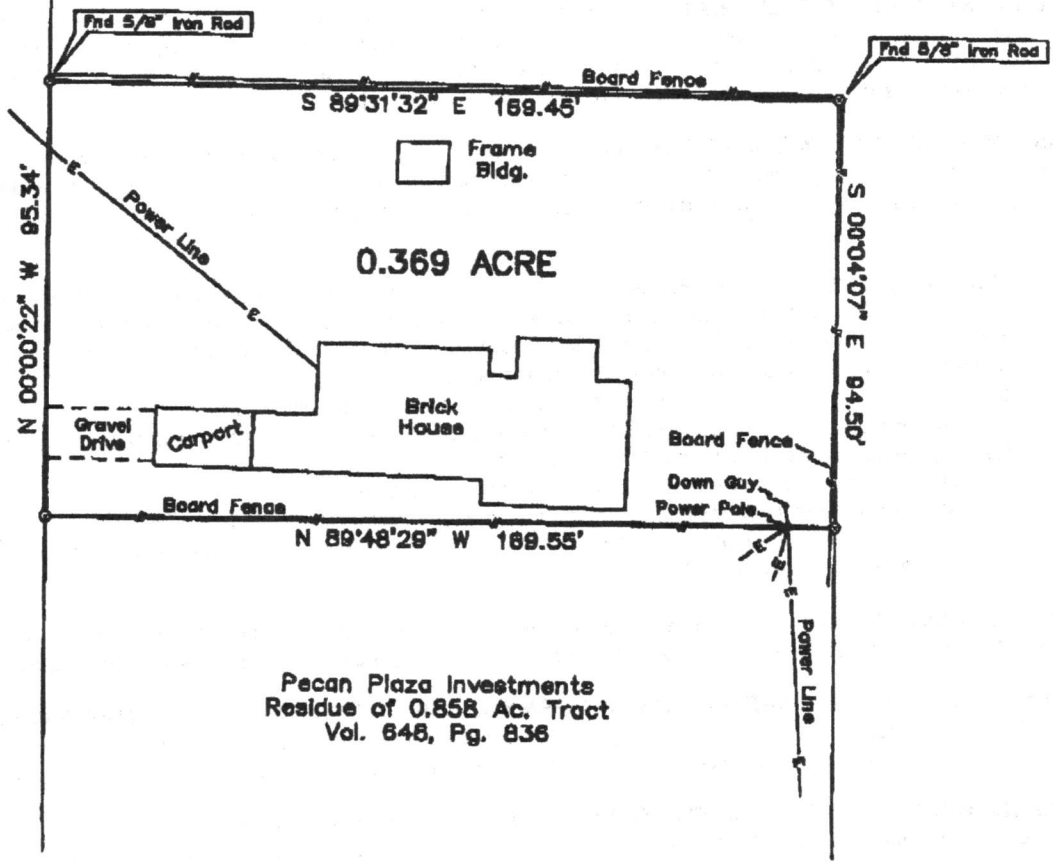 Fnd 5/8" Iron Rod
Fnd 5/8" Iron Rod
Board Fence
S 89°31'32" E 169.45'
Frame
Bldg.
N 00°00'22" W 95.34'
E
Power Line
E
0.369 ACRE
S 00°04'07" E 94.50'
Gravel
Drive
Carport
Brick
House
Board Fence
Down Guy
Power Pole
Board Fence
N 89°48'29" W 169.55'
E
E
E
Power Line
E
Pecan Plaza Investments
Residue of 0.858 Ac. Tract
Vol. 648, Pg. 836